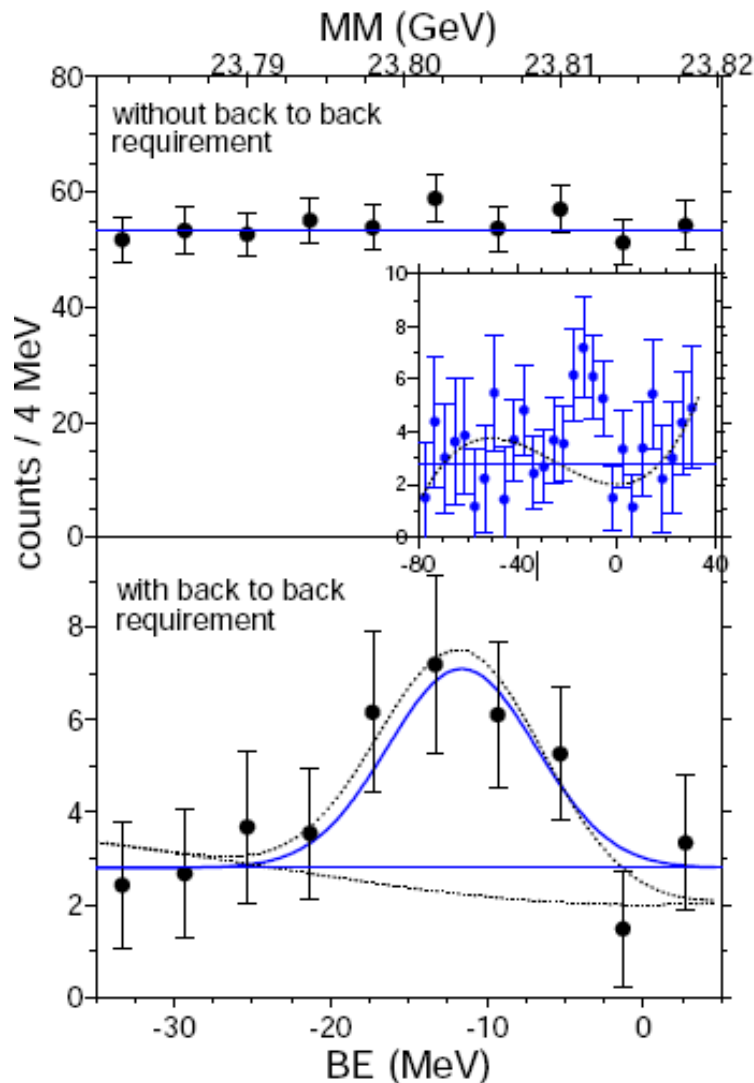 MM (GeV)
23.79 23.80 23.81 23.82
80
without back to back
requirement
60
40
20
0
counts / 4 MeV
10
8
6
4
2
0
-80 -40 0 40
with back to back
requirement
8
6
4
2
0
-30 -20 -10 0
BE (MeV)